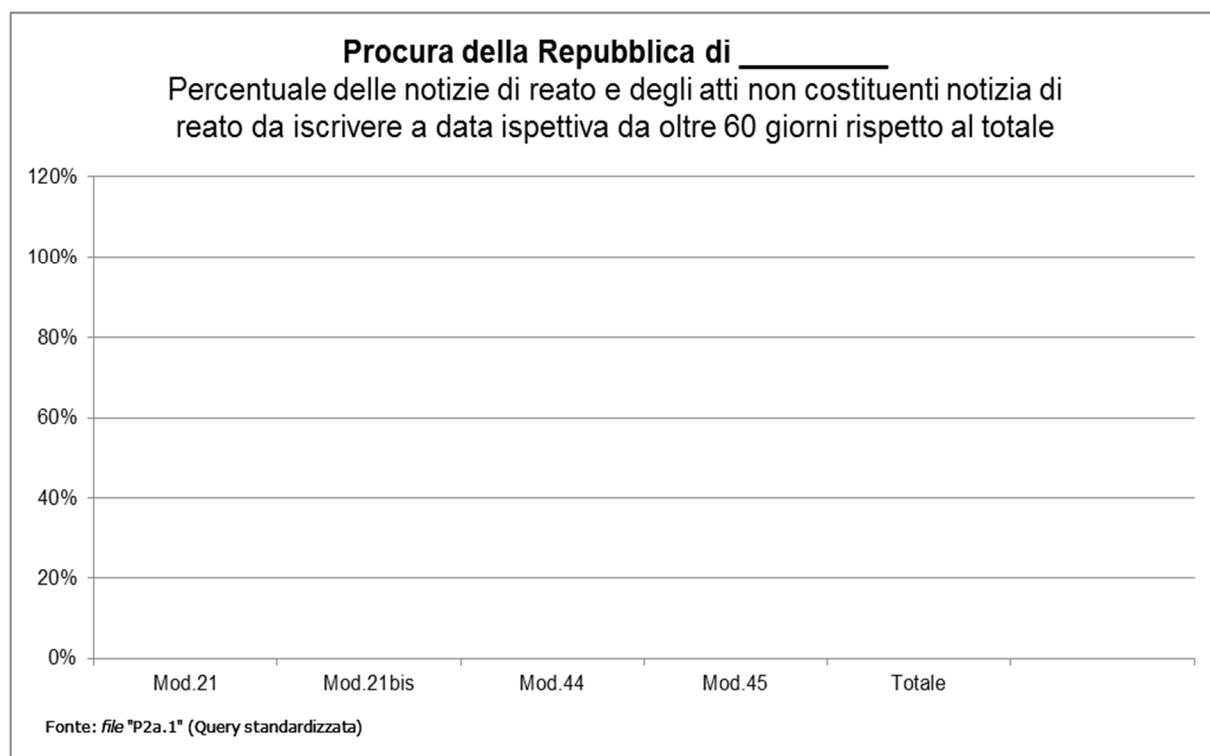 Procura della Repubblica di _________
Percentuale delle notizie di reato e degli atti non costituenti notizia di
reato da iscrivere a data ispettiva da oltre 60 giorni rispetto al totale
120%
100%
80%
60%
40%
20%
0%
Mod.21 Mod.21bis Mod.44 Mod.45 Totale
Fonte: file "P2a.1" (Query standardizzata)